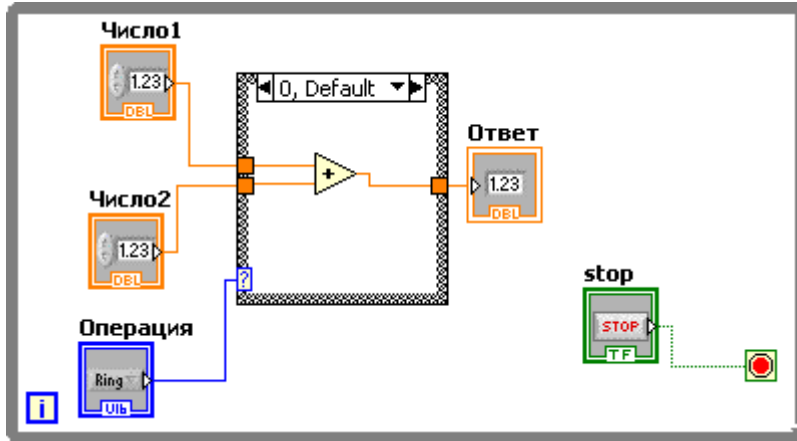 Число1
1.23
DBL
0, Default
+
Ответ
1.23
DBL
Число2
1.23
DBL
?
stop
STOP
TF
Операция
Ring
U16
i